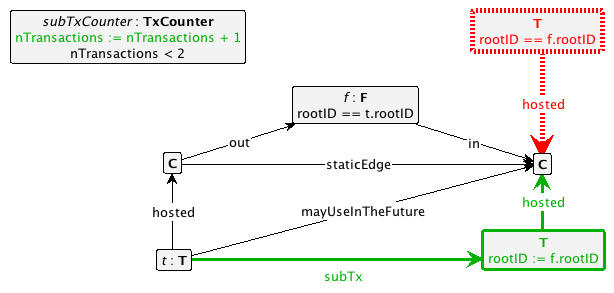 subTxCounter : TxCounter
nTransactions := nTransactions + 1
nTransactions < 2
T
rootID == f.rootID
hosted
f : F
rootID == t.rootID
out
in
C
staticEdge
C
hosted
mayUseInTheFuture
hosted
t : T
subTx
T
rootID := f.rootID